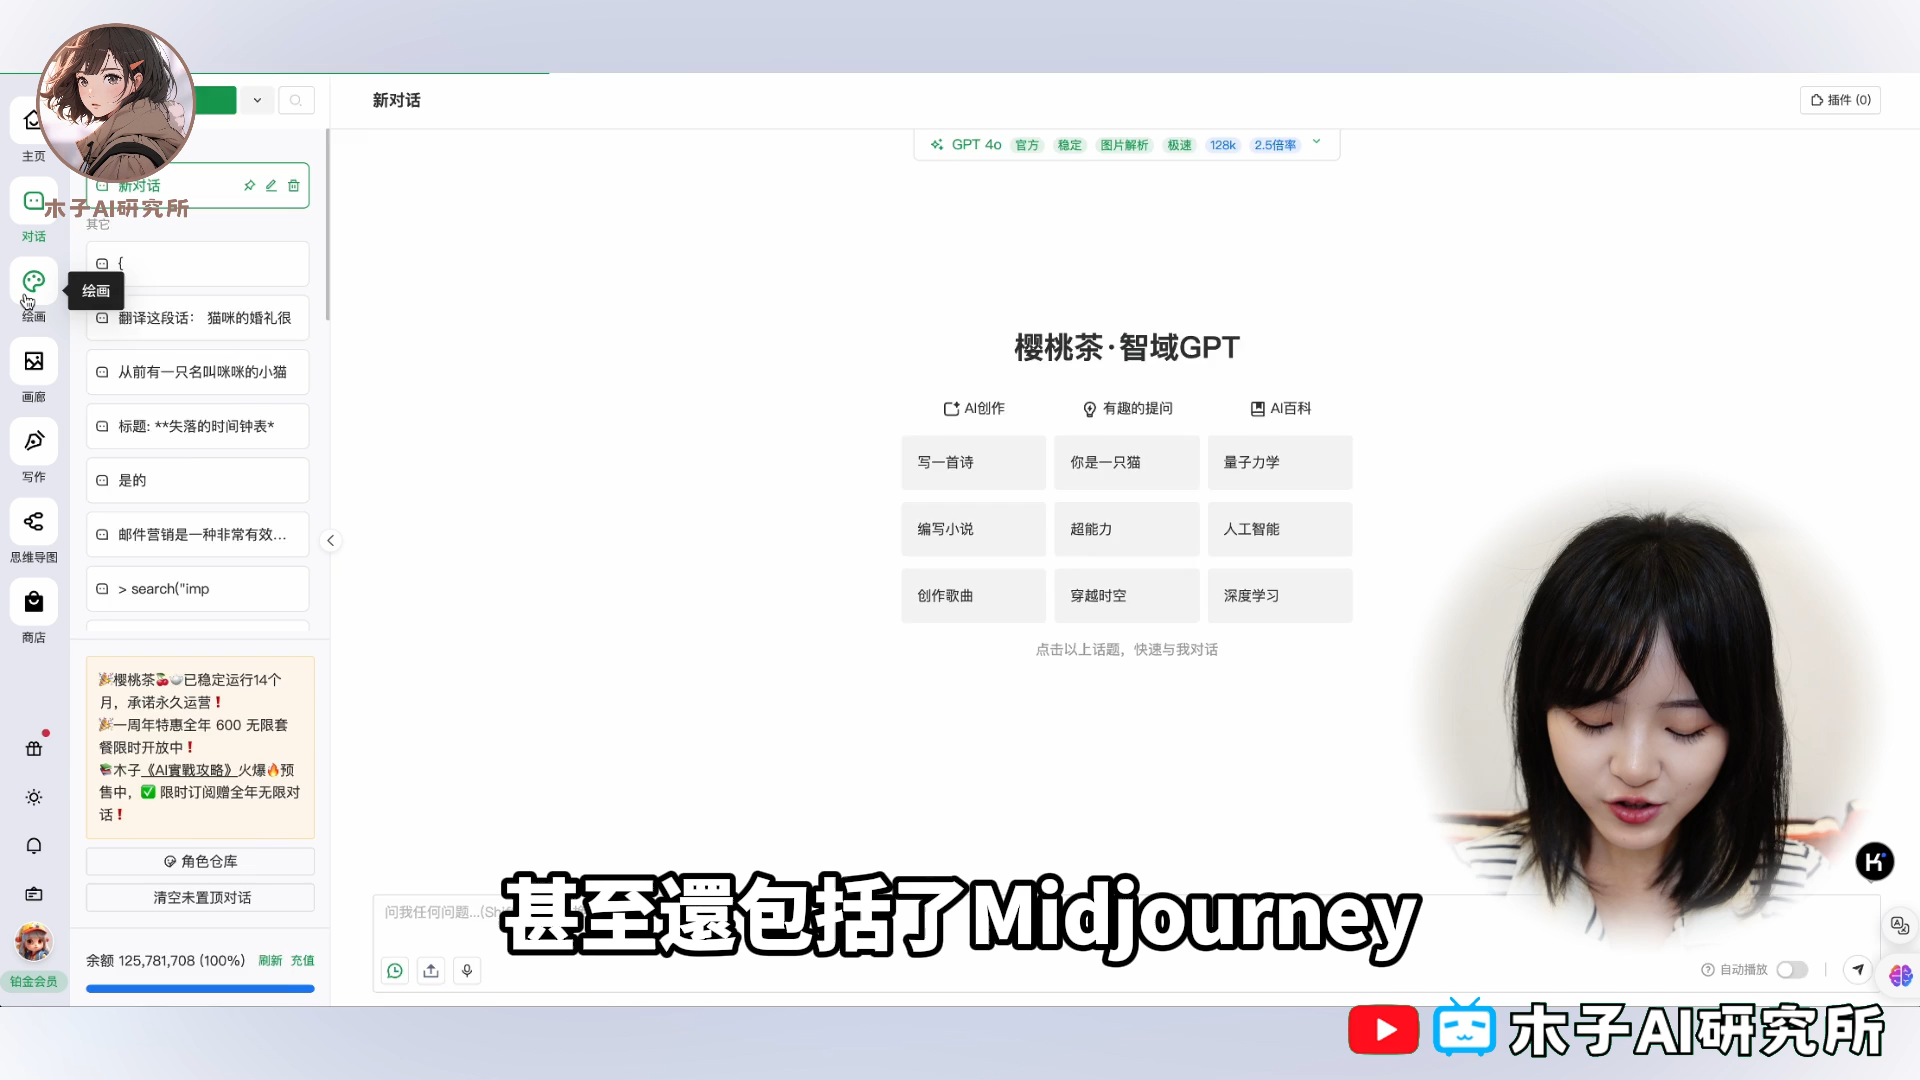 主页
对话
绘画
绘画
画廊
写作
思维导图
商店
铂金会员
木子AI研究所
新对话
其它
{
翻译这段话： 猫咪的婚礼很
从前有一只名叫咪咪的小猫
标题: **失落的时间钟表*
是的
邮件营销是一种非常有效...
> search("imp
🎉樱桃茶🍒🍵已稳定运行14个
月，承诺永久运营❗
🎉一周年特惠全年 600 无限套
餐限时开放中❗
📚木子《AI實戰攻略》火爆🔥预
售中，✅ 限时订阅赠全年无限对
话❗
角色仓库
清空未置顶对话
余额 125,781,708 (100%) 刷新 充值
新对话
插件 (0)
GPT 4o 官方 稳定 图片解析 极速 128k 2.5倍率
樱桃茶·智域GPT
AI创作 有趣的提问 AI百科
写一首诗 你是一只猫 量子力学
编写小说 超能力 人工智能
创作歌曲 穿越时空 深度学习
点击以上话题，快速与我对话
问我任何问题...(Sh
甚至還包括了Midjourney
自动播放
K
木子AI研究所